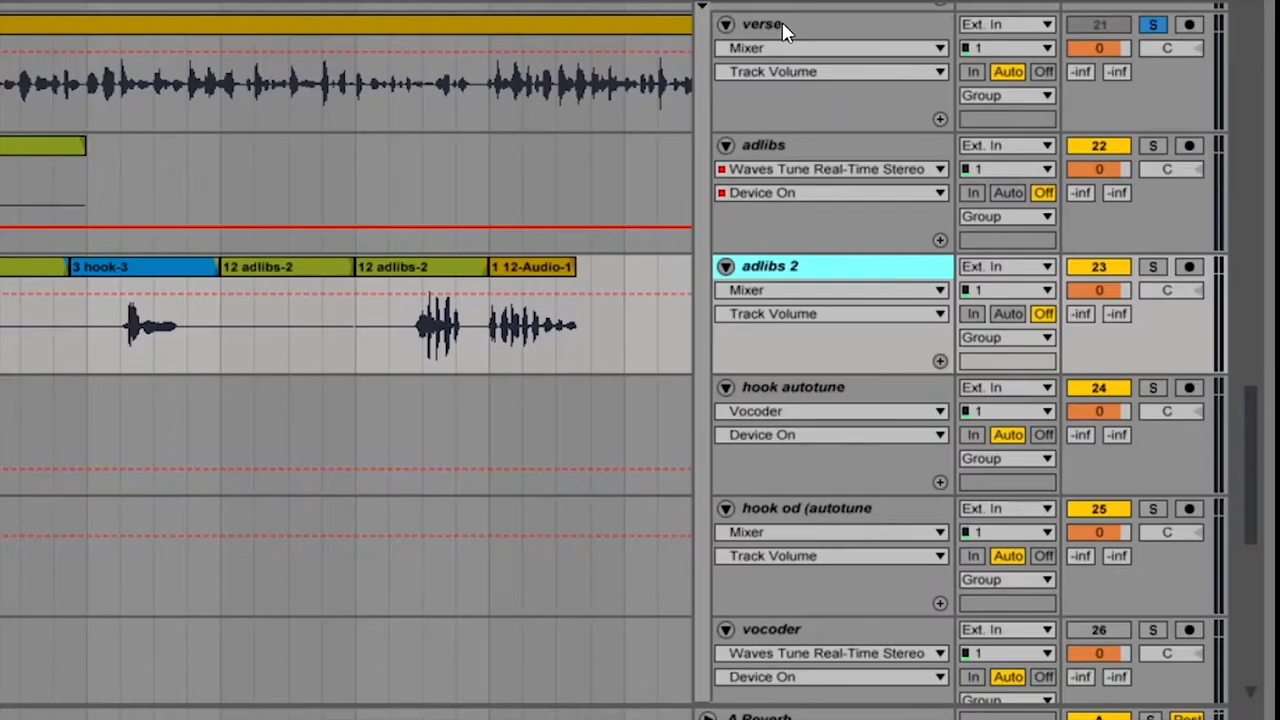 verse Ext. In 21 S
Mixer 1 0 C
Track Volume In Auto Off -inf -inf
Group
adlibs Ext. In 22 S
Waves Tune Real-Time Stereo 1 0 C
Device On In Auto Off -inf -inf
Group
3 hook-3 12 adlibs-2 12 adlibs-2 1 12-Audio-1 adlibs 2 Ext. In 23 S
Mixer 1 0 C
Track Volume In Auto Off -inf -inf
Group
hook autotune Ext. In 24 S
Vocoder 1 0 C
Device On In Auto Off -inf -inf
Group
hook od (autotune Ext. In 25 S
Mixer 1 0 C
Track Volume In Auto Off -inf -inf
Group
vocoder Ext. In 26 S
Waves Tune Real-Time Stereo 1 0 C
Device On In Auto Off -inf -inf
Group
A Reverb A S Post